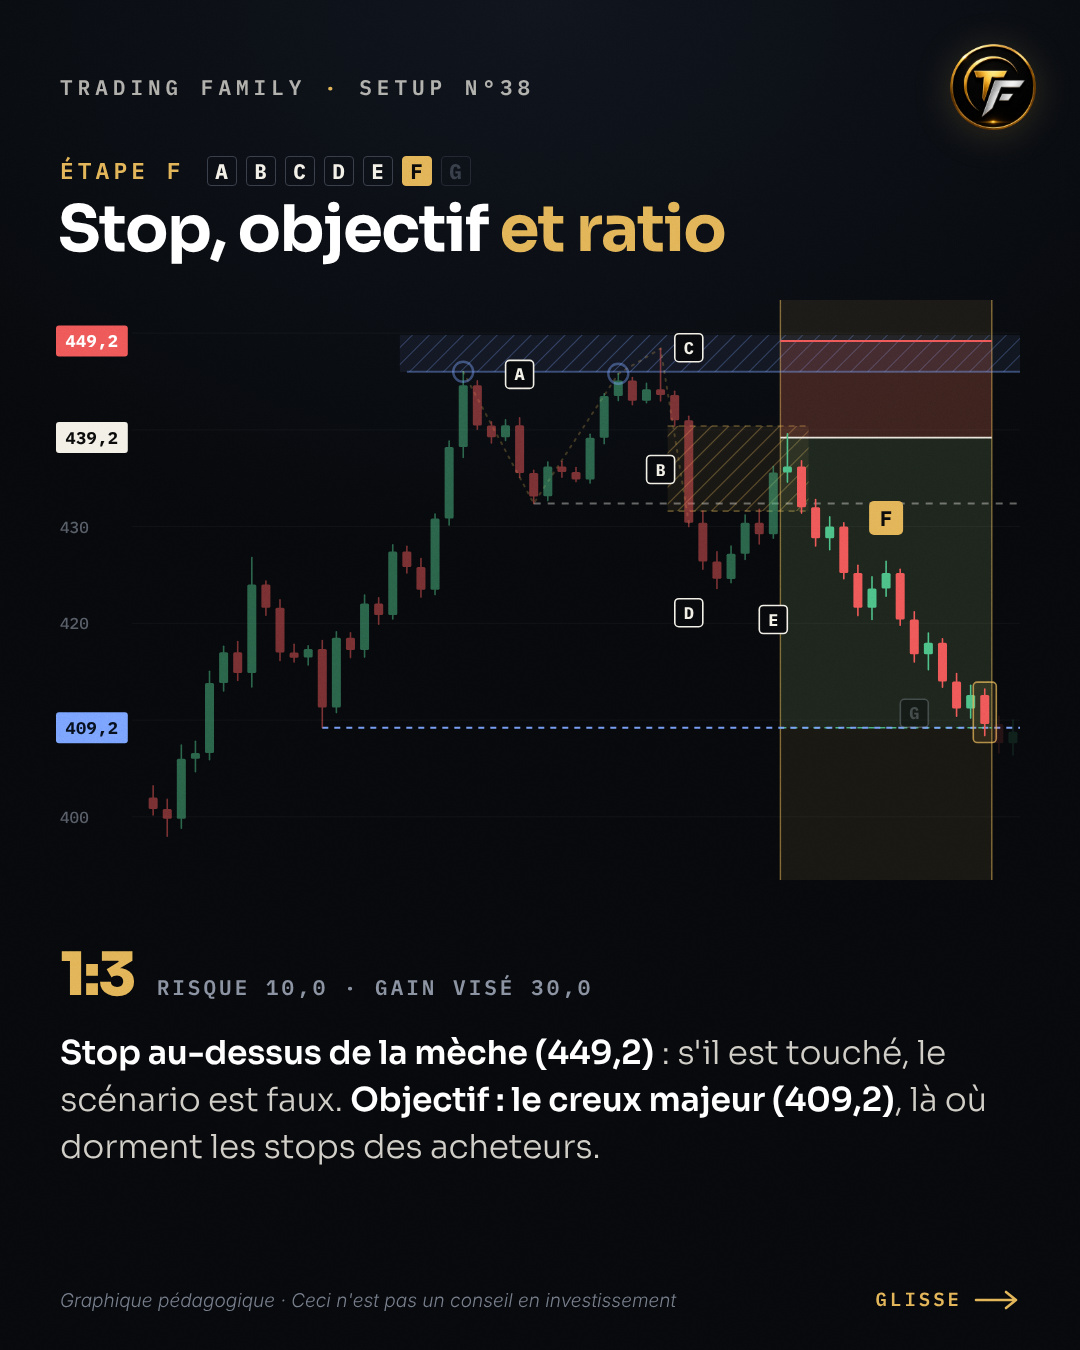 TRADING FAMILY · SETUP N°38
TF
ÉTAPE F A B C D E F G
Stop, objectif et ratio
449,2
C
A
439,2
B
430
F
420
D
E
G
409,2
400
1:3 RISQUE 10,0 · GAIN VISÉ 30,0
Stop au-dessus de la mèche (449,2) : s'il est touché, le
scénario est faux. Objectif : le creux majeur (409,2), là où
dorment les stops des acheteurs.
Graphique pédagogique · Ceci n'est pas un conseil en investissement
GLISSE →